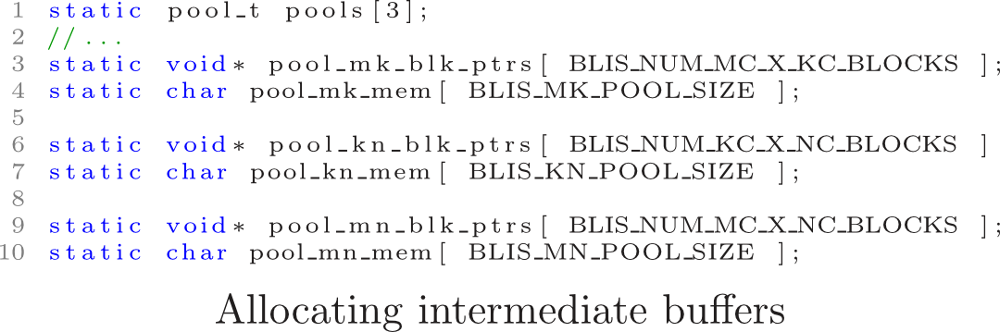 1 static pool_t pools[3];
2 //...
3 static void* pool_mk_blk_ptrs[ BLIS_NUM_MC_X_KC_BLOCKS ];
4 static char pool_mk_mem[ BLIS_MK_POOL_SIZE ];
5
6 static void* pool_kn_blk_ptrs[ BLIS_NUM_KC_X_NC_BLOCKS ]
7 static char pool_kn_mem[ BLIS_KN_POOL_SIZE ];
8
9 static void* pool_mn_blk_ptrs[ BLIS_NUM_MC_X_NC_BLOCKS ];
10 static char pool_mn_mem[ BLIS_MN_POOL_SIZE ];
Allocating intermediate buffers